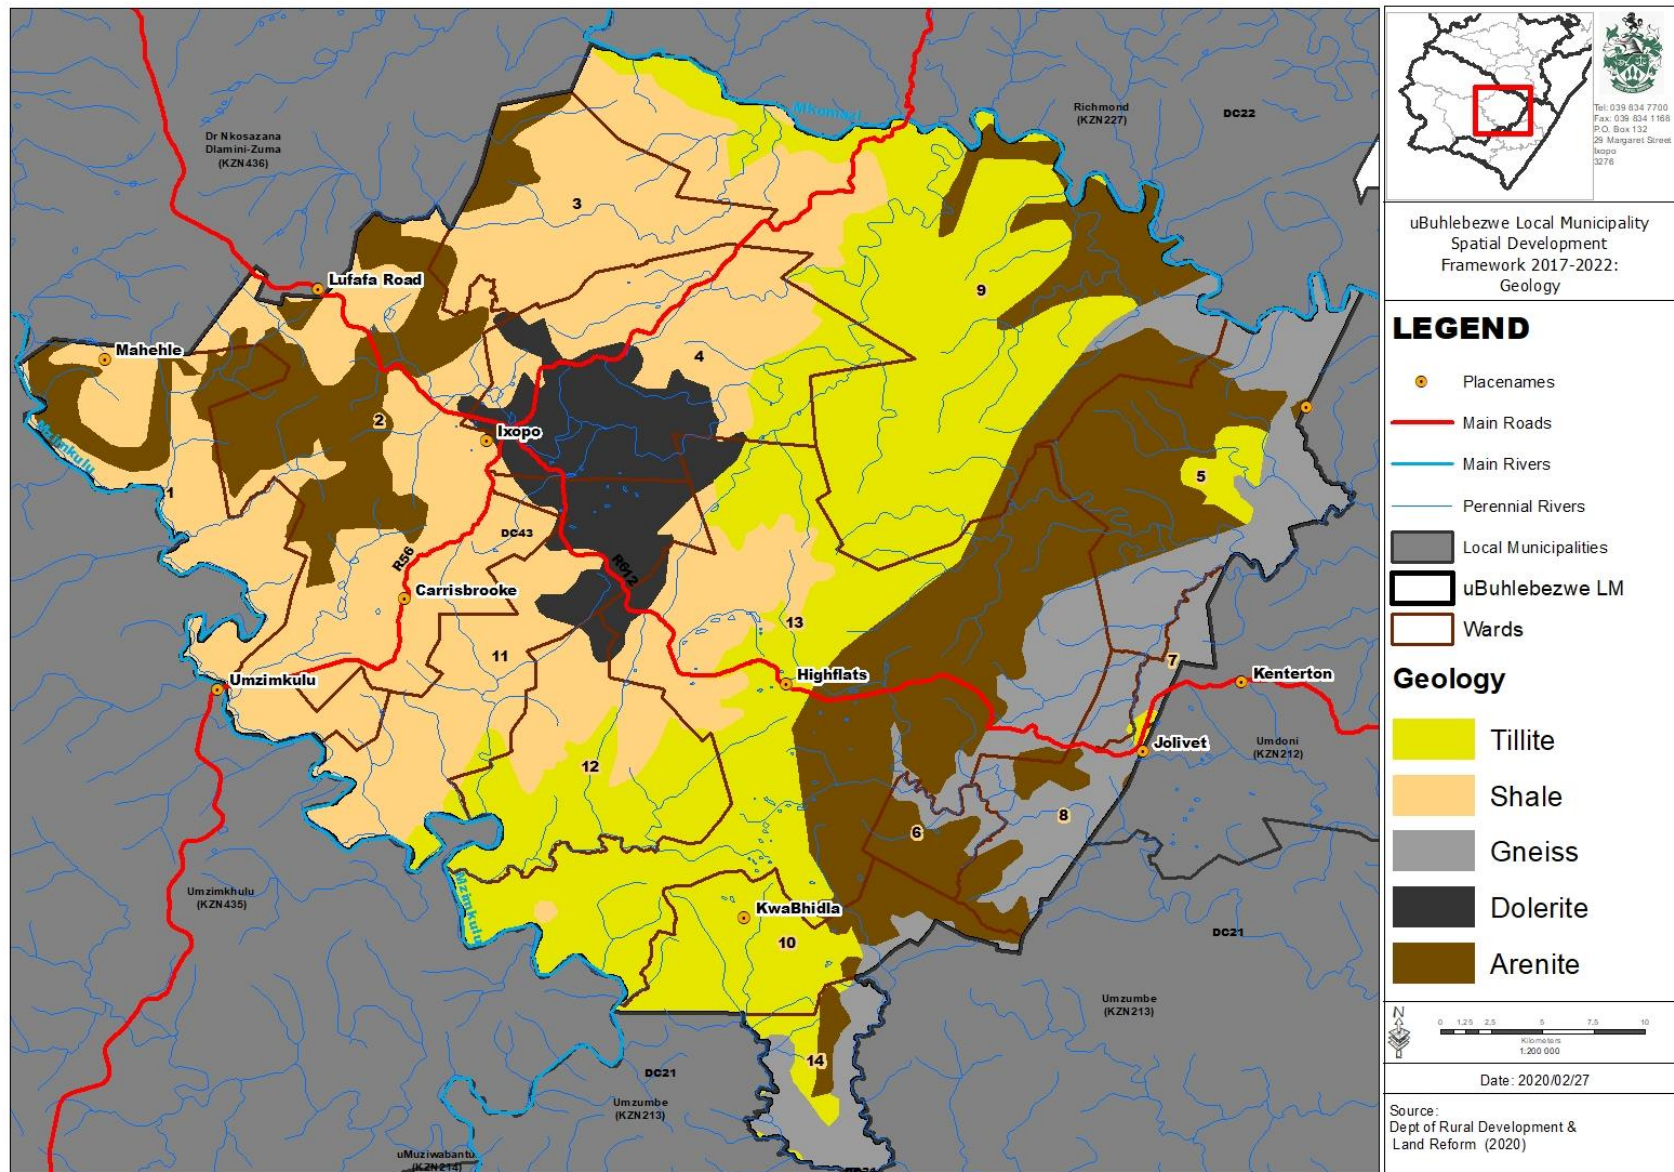 Mkomazi
Richmond
(KZN227)
DC22
Dr Nkosazana
Dlamini-Zuma
(KZN436)
3
Lufafa Road
9
Mahehle
4
2
Ixopo
Mzimkulu
1
5
DC43
R56
R612
Carrisbrooke
13
11
7
Umzimkulu
Highflats
Kenterton
Jolivet
Umdoni
(KZN212)
12
8
6
Umzimkhulu
(KZN435)
Mzimkulu
KwaBhidla
10
DC21
Umzumbe
(KZN213)
14
DC21
Umzumbe
(KZN213)
uMuziwabantu
(KZN214)
Tel: 039 834 7700
Fax: 039 834 1168
P.O. Box 132
29 Margaret Street
Ixopo
3276
uBuhlebezwe Local Municipality
Spatial Development
Framework 2017-2022:
Geology
LEGEND
Placenames
Main Roads
Main Rivers
Perennial Rivers
Local Municipalities
uBuhlebezwe LM
Wards
Geology
Tillite
Shale
Gneiss
Dolerite
Arenite
N
0 1,25 2,5 5 7,5 10
Kilometers
1:200 000
Date: 2020/02/27
Source:
Dept of Rural Development &
Land Reform (2020)